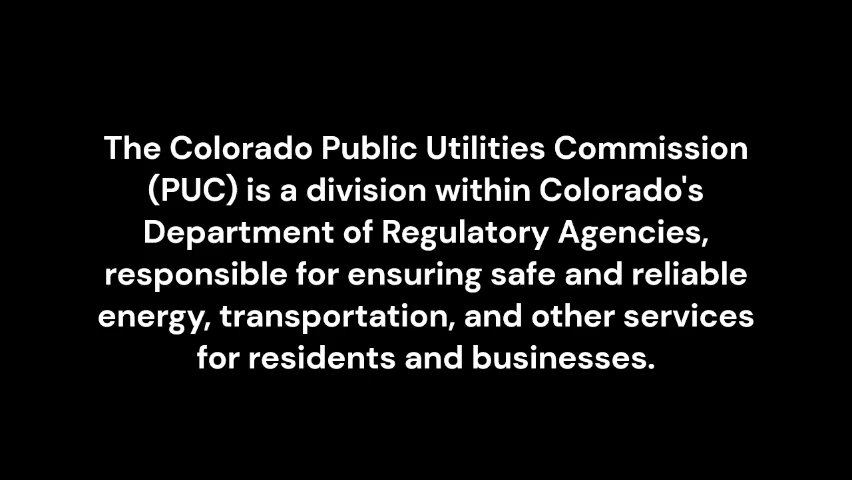 The Colorado Public Utilities Commission
(PUC) is a division within Colorado's
Department of Regulatory Agencies,
responsible for ensuring safe and reliable
energy, transportation, and other services
for residents and businesses.